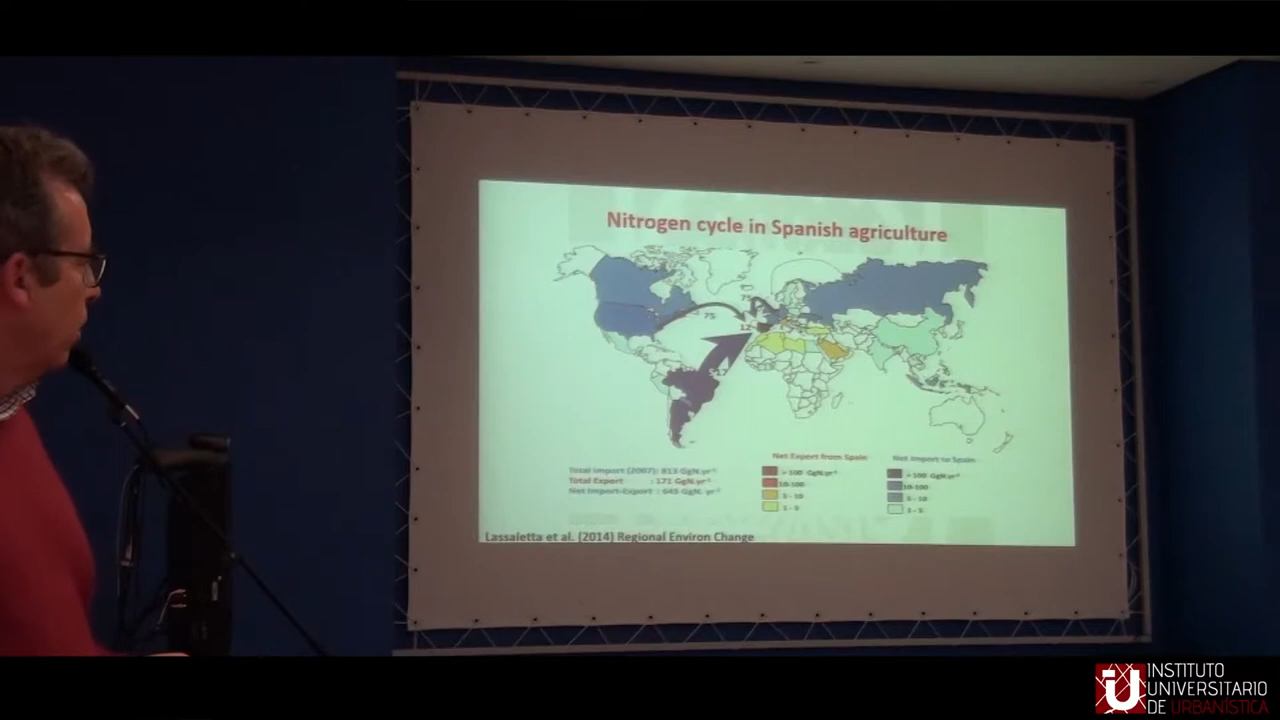 Nitrogen cycle in Spanish agriculture
75
75
12
Total Import (2007): 813 GgN.yr⁻¹
Total Export : 171 GgN.yr⁻¹
Net Import-Export : 643 GgN.yr⁻¹
Net Export from Spain
> 100 GgN.yr⁻¹
10-100
5 - 10
1 - 5
Net Import to Spain
> 100 GgN.yr⁻¹
10-100
5 - 10
1 - 5
Lassaletta et al. (2014) Regional Environ Change
INSTITUTO
UNIVERSITARIO
DE URBANÍSTICA